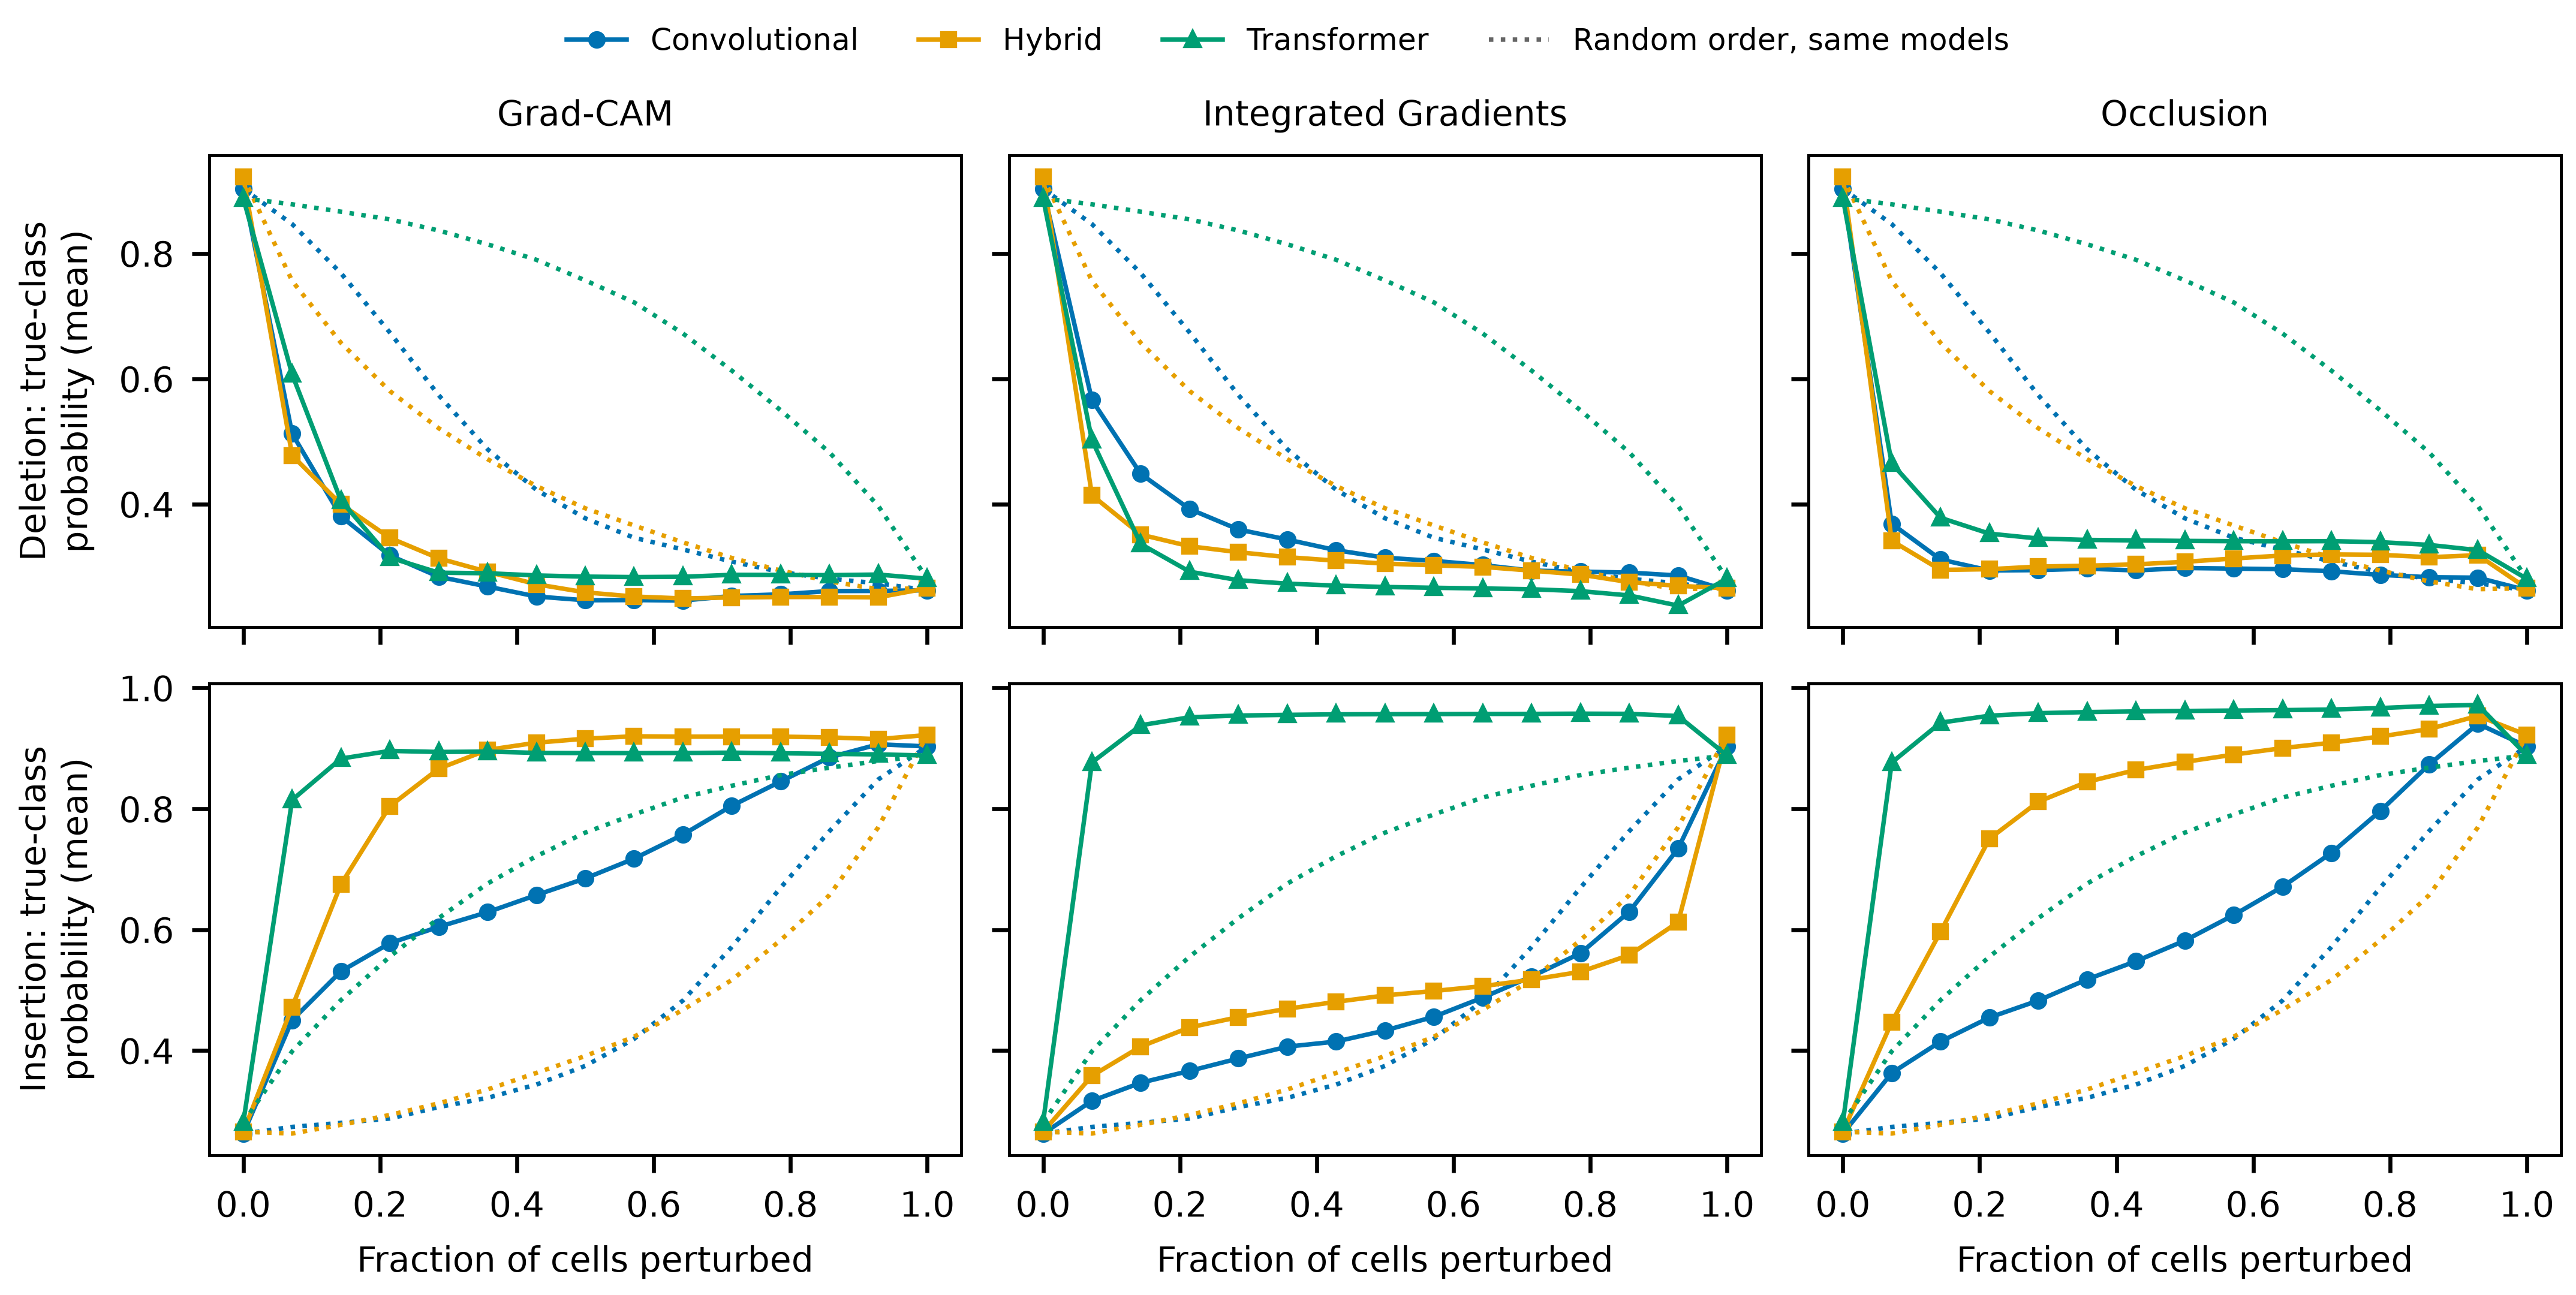 Convolutional Hybrid Transformer Random order, same models
Grad-CAM Integrated Gradients Occlusion
Deletion: true-class
probability (mean)
0.8
0.6
0.4
Insertion: true-class
probability (mean)
1.0
0.8
0.6
0.4
0.0 0.2 0.4 0.6 0.8 1.0 0.0 0.2 0.4 0.6 0.8 1.0 0.0 0.2 0.4 0.6 0.8 1.0
Fraction of cells perturbed Fraction of cells perturbed Fraction of cells perturbed